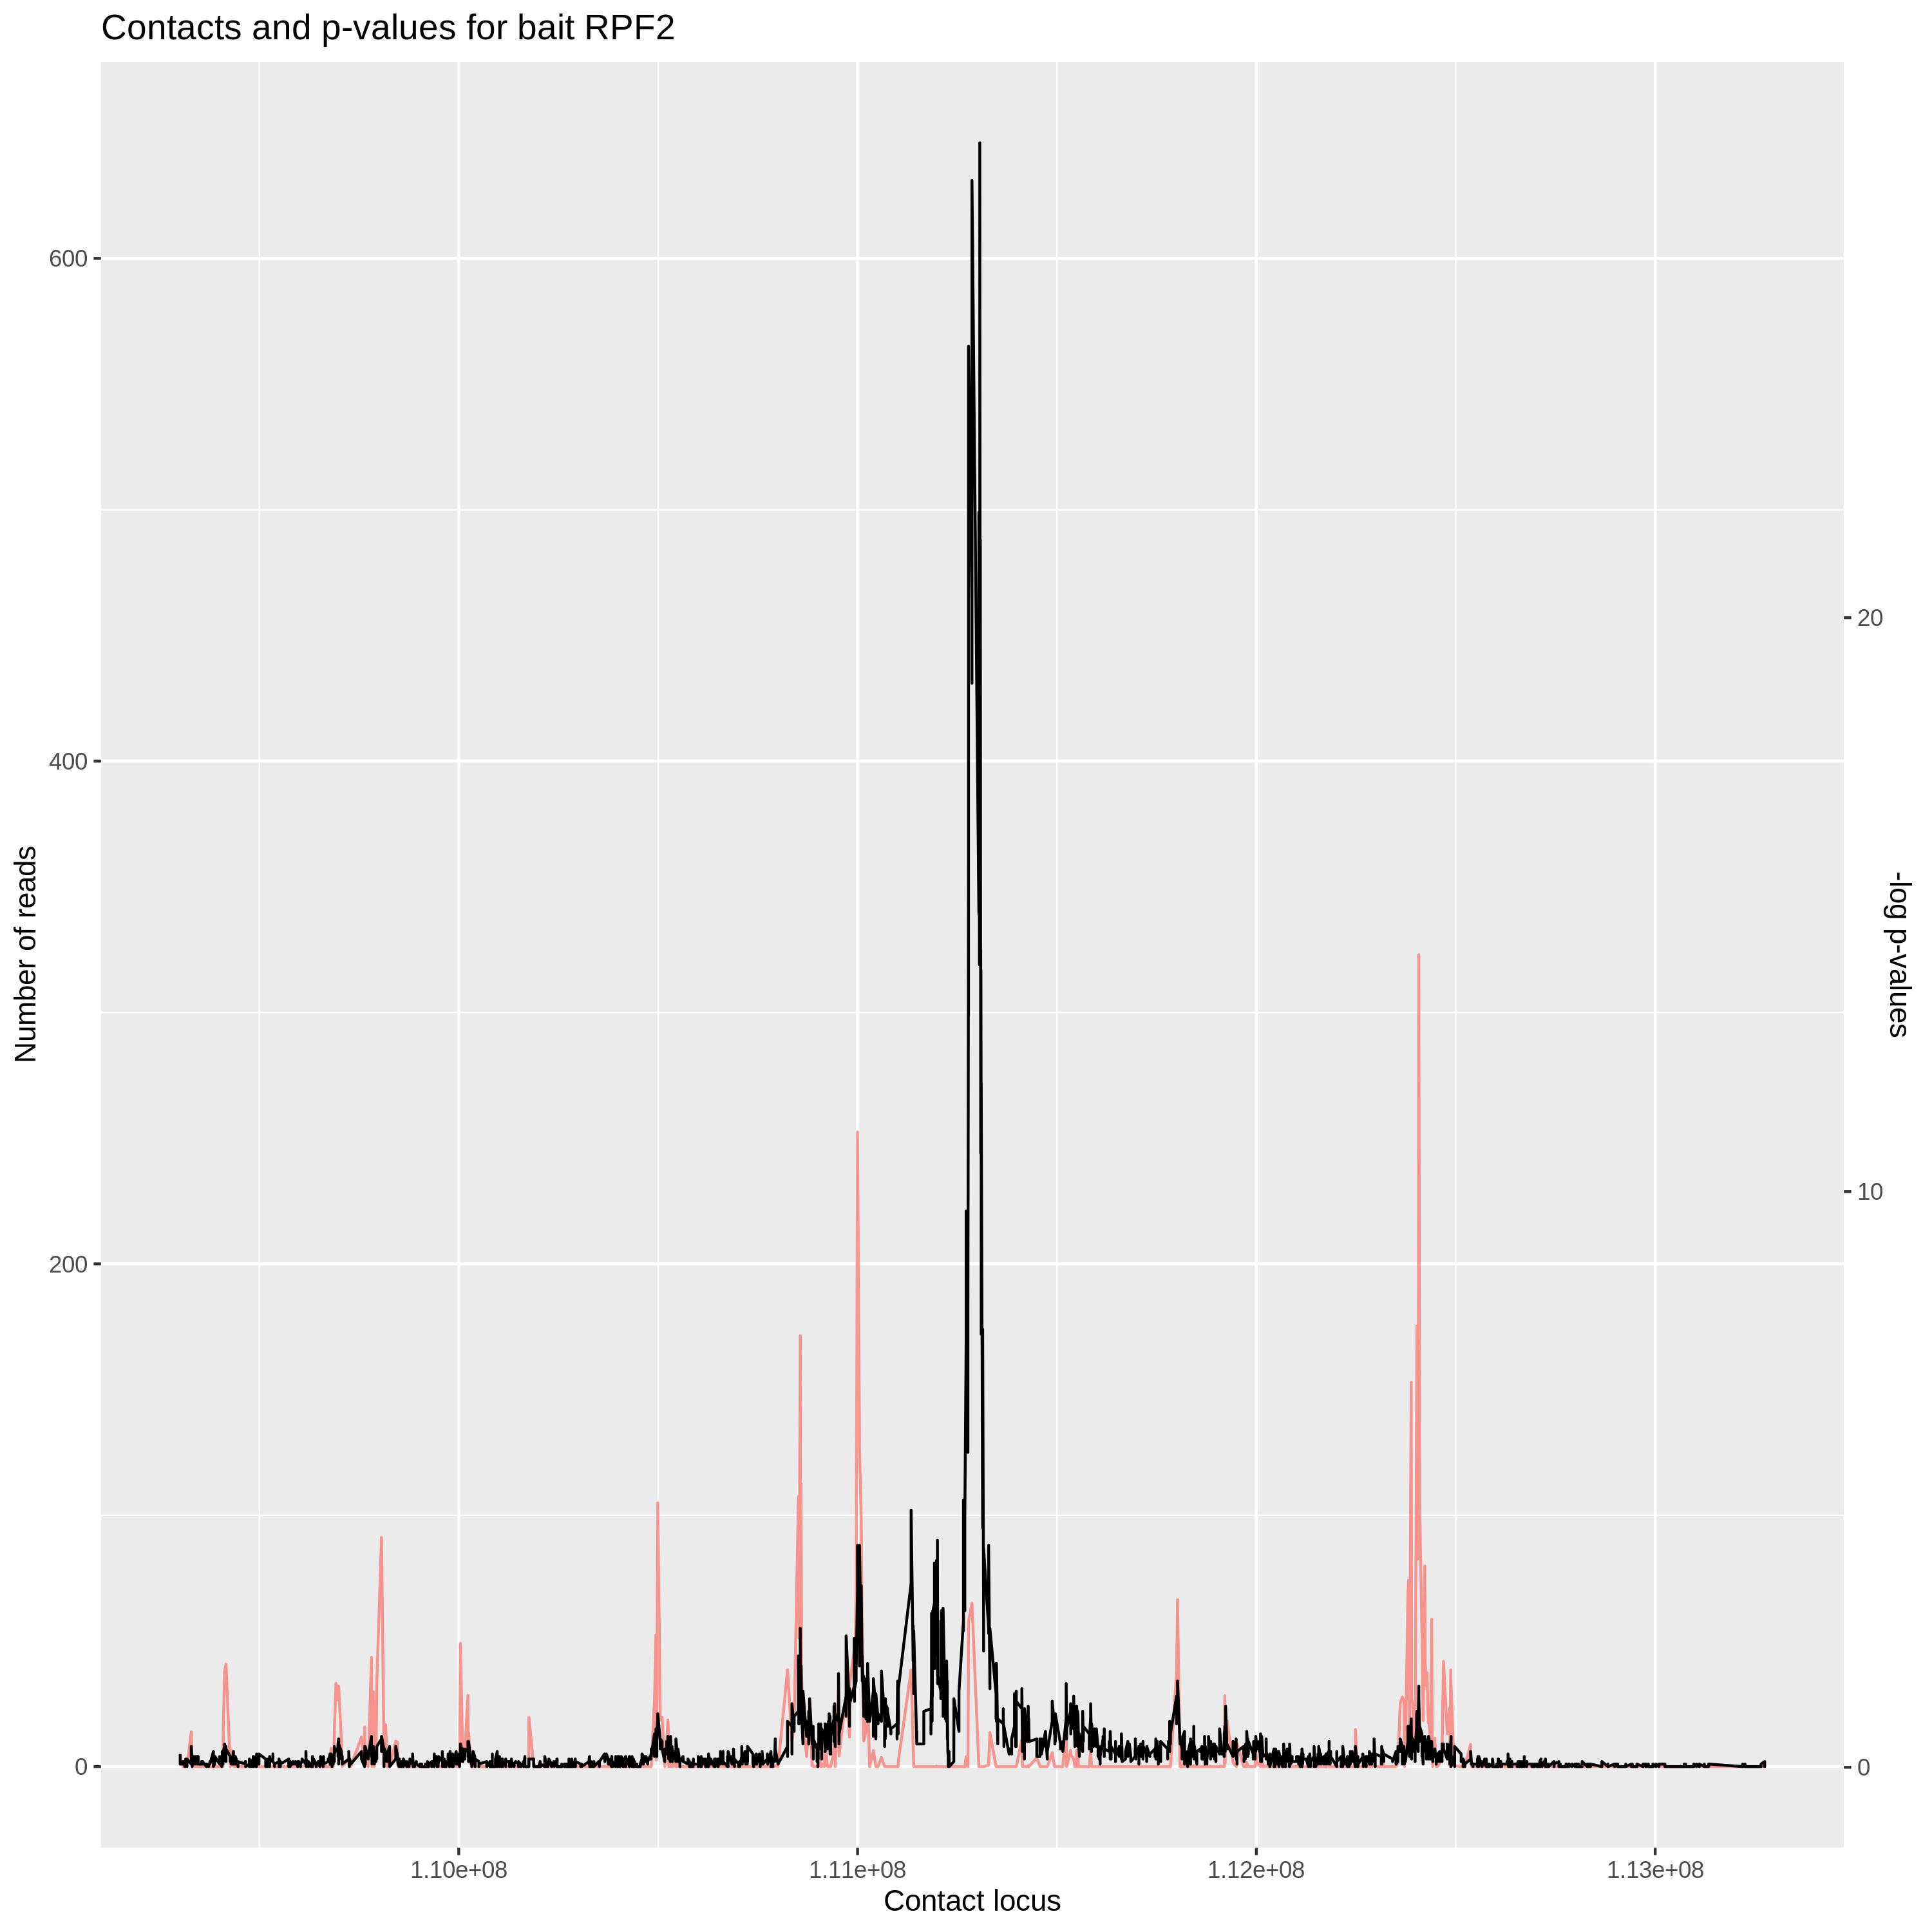 Contacts and p-values for bait RPF2
600
400
200
0
Number of reads
20
10
0
-log p-values
1.10e+08
1.11e+08
1.12e+08
1.13e+08
Contact locus